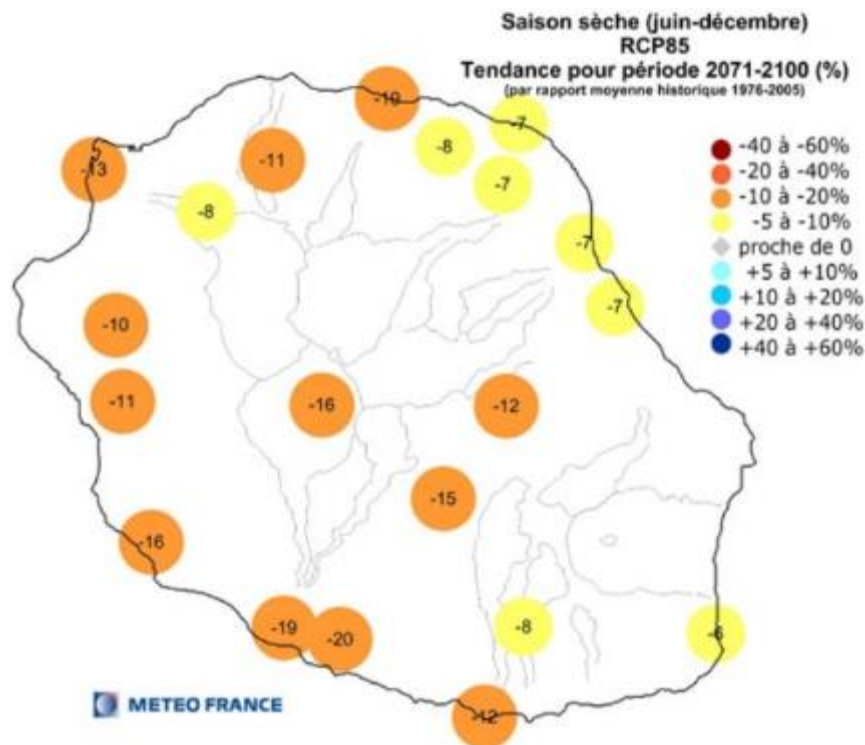 Saison sèche (juin-décembre)
RCP85
Tendance pour période 2071-2100 (%)
(par rapport moyenne historique 1976-2005)
-7
-8
-11
-13
-7
-8
-7
-7
-10
-11
-16
-12
-15
-16
-19
-20
-8
-6
-12
-40 à -60%
-20 à -40%
-10 à -20%
-5 à -10%
proche de 0
+5 à +10%
+10 à +20%
+20 à +40%
+40 à +60%
METEO FRANCE